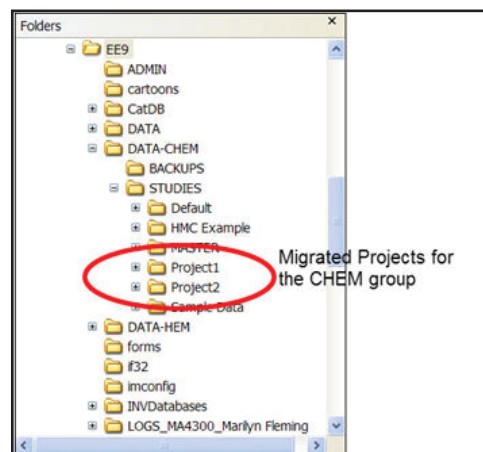 Folders
EE9
ADMIN
cartoons
CatDB
DATA
DATA-CHEM
BACKUPS
STUDIES
Default
HMC Example
MASTER
Project1
Project2
Sample Data
DATA-HEM
forms
if32
imconfig
INVDatabases
LOGS_MA4300_Marilyn Fleming
Migrated Projects for
the CHEM group